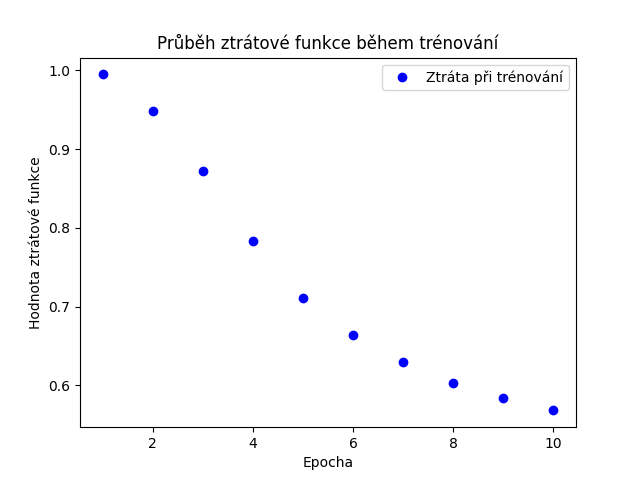 Průběh ztrátové funkce během trénování
Ztráta při trénování
Hodnota ztrátové funkce
1.0
0.9
0.8
0.7
0.6
2 4 6 8 10
Epocha